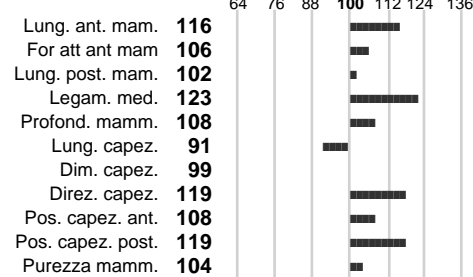 64 76 88 100 112 124 136
Lung. ant. mam. 116
For att ant mam 106
Lung. post. mam. 102
Legam. med. 123
Profond. mamm. 108
Lung. capez. 91
Dim. capez. 99
Direz. capez. 119
Pos. capez. ant. 108
Pos. capez. post. 119
Purezza mamm. 104